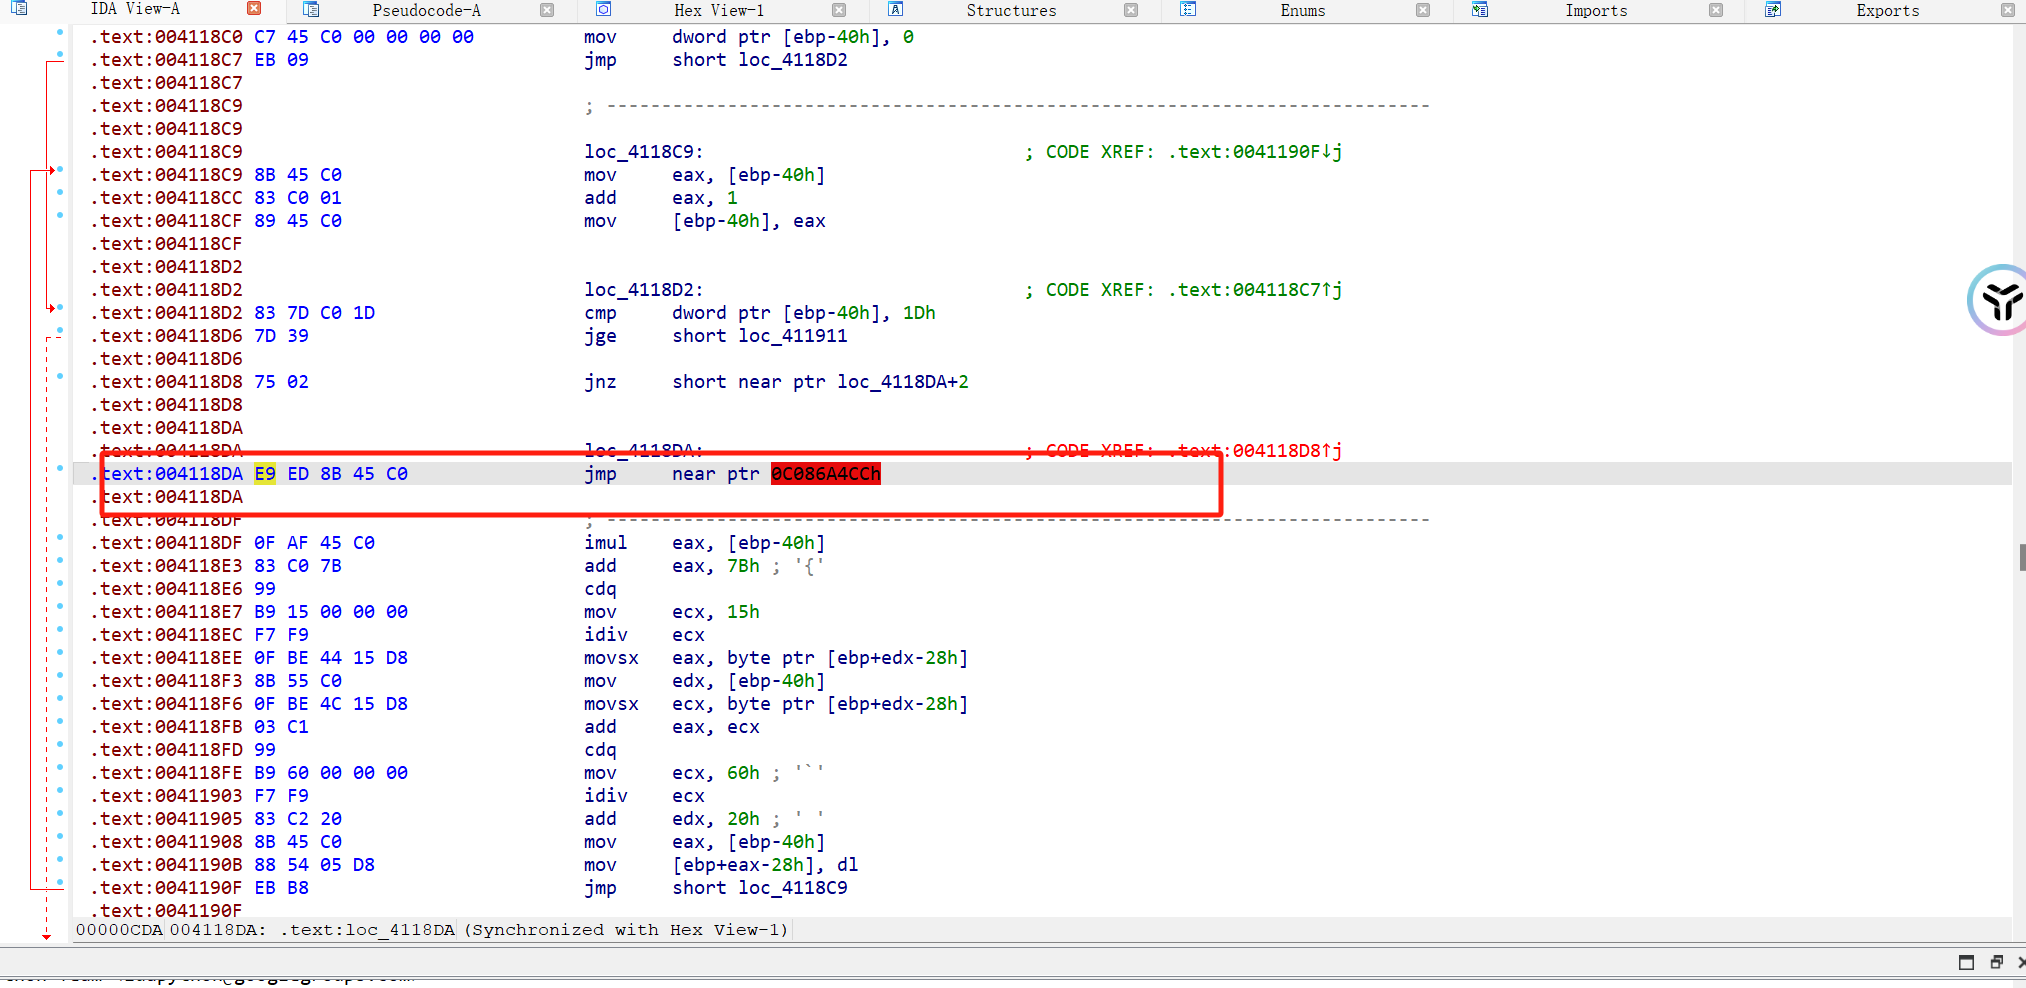 IDA View-A Pseudocode-A Hex View-1 Structures Enums Imports Exports
.text:004118C0 C7 45 C0 00 00 00 00 mov dword ptr [ebp-40h], 0
.text:004118C7 EB 09 jmp short loc_4118D2
.text:004118C7
.text:004118C9 ; ---------------------------------------------------------------------------
.text:004118C9
.text:004118C9 loc_4118C9: ; CODE XREF: .text:0041190F↓j
.text:004118C9 8B 45 C0 mov eax, [ebp-40h]
.text:004118CC 83 C0 01 add eax, 1
.text:004118CF 89 45 C0 mov [ebp-40h], eax
.text:004118CF
.text:004118D2
.text:004118D2 loc_4118D2: ; CODE XREF: .text:004118C7↑j
.text:004118D2 83 7D C0 1D cmp dword ptr [ebp-40h], 1Dh
.text:004118D6 7D 39 jge short loc_411911
.text:004118D6
.text:004118D8 75 02 jnz short near ptr loc_4118DA+2
.text:004118D8
.text:004118DA
.text:004118DA loc_4118DA: ; CODE XREF: .text:004118D8↑j
.text:004118DA E9 ED 8B 45 C0 jmp near ptr 0C086A4CCh
.text:004118DA
.text:004118DF ; ---------------------------------------------------------------------------
.text:004118DF 0F AF 45 C0 imul eax, [ebp-40h]
.text:004118E3 83 C0 7B add eax, 7Bh ; '{'
.text:004118E6 99 cdq
.text:004118E7 B9 15 00 00 00 mov ecx, 15h
.text:004118EC F7 F9 idiv ecx
.text:004118EE 0F BE 44 15 D8 movsx eax, byte ptr [ebp+edx-28h]
.text:004118F3 8B 55 C0 mov edx, [ebp-40h]
.text:004118F6 0F BE 4C 15 D8 movsx ecx, byte ptr [ebp+edx-28h]
.text:004118FB 03 C1 add eax, ecx
.text:004118FD 99 cdq
.text:004118FE B9 60 00 00 00 mov ecx, 60h ; '`'
.text:00411903 F7 F9 idiv ecx
.text:00411905 83 C2 20 add edx, 20h ; ' '
.text:00411908 8B 45 C0 mov eax, [ebp-40h]
.text:0041190B 88 54 05 D8 mov [ebp+eax-28h], dl
.text:0041190F EB B8 jmp short loc_4118C9
.text:0041190F
00000CDA 004118DA: .text:loc_4118DA (Synchronized with Hex View-1)